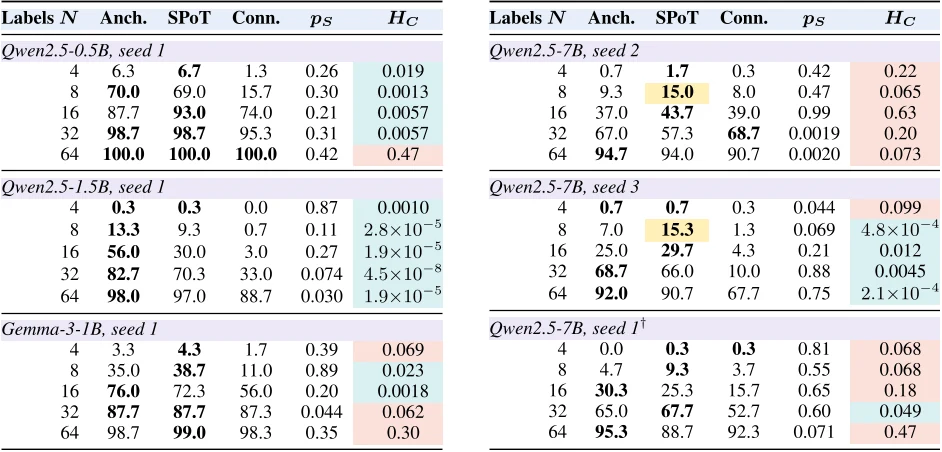 Labels N Anch. SPoT Conn. pS HC
Qwen2.5-0.5B, seed 1
4 6.3 6.7 1.3 0.26 0.019
8 70.0 69.0 15.7 0.30 0.0013
16 87.7 93.0 74.0 0.21 0.0057
32 98.7 98.7 95.3 0.31 0.0057
64 100.0 100.0 100.0 0.42 0.47
Qwen2.5-1.5B, seed 1
4 0.3 0.3 0.0 0.87 0.0010
8 13.3 9.3 0.7 0.11 2.8×10⁻⁵
16 56.0 30.0 3.0 0.27 1.9×10⁻⁵
32 82.7 70.3 33.0 0.074 4.5×10⁻⁸
64 98.0 97.0 88.7 0.030 1.9×10⁻⁵
Gemma-3-1B, seed 1
4 3.3 4.3 1.7 0.39 0.069
8 35.0 38.7 11.0 0.89 0.023
16 76.0 72.3 56.0 0.20 0.0018
32 87.7 87.7 87.3 0.044 0.062
64 98.7 99.0 98.3 0.35 0.30
Labels N Anch. SPoT Conn. pS HC
Qwen2.5-7B, seed 2
4 0.7 1.7 0.3 0.42 0.22
8 9.3 15.0 8.0 0.47 0.065
16 37.0 43.7 39.0 0.99 0.63
32 67.0 57.3 68.7 0.0019 0.20
64 94.7 94.0 90.7 0.0020 0.073
Qwen2.5-7B, seed 3
4 0.7 0.7 0.3 0.044 0.099
8 7.0 15.3 1.3 0.069 4.8×10⁻⁴
16 25.0 29.7 4.3 0.21 0.012
32 68.7 66.0 10.0 0.88 0.0045
64 92.0 90.7 67.7 0.75 2.1×10⁻⁴
Qwen2.5-7B, seed 1†
4 0.0 0.3 0.3 0.81 0.068
8 4.7 9.3 3.7 0.55 0.068
16 30.3 25.3 15.7 0.65 0.18
32 65.0 67.7 52.7 0.60 0.049
64 95.3 88.7 92.3 0.071 0.47